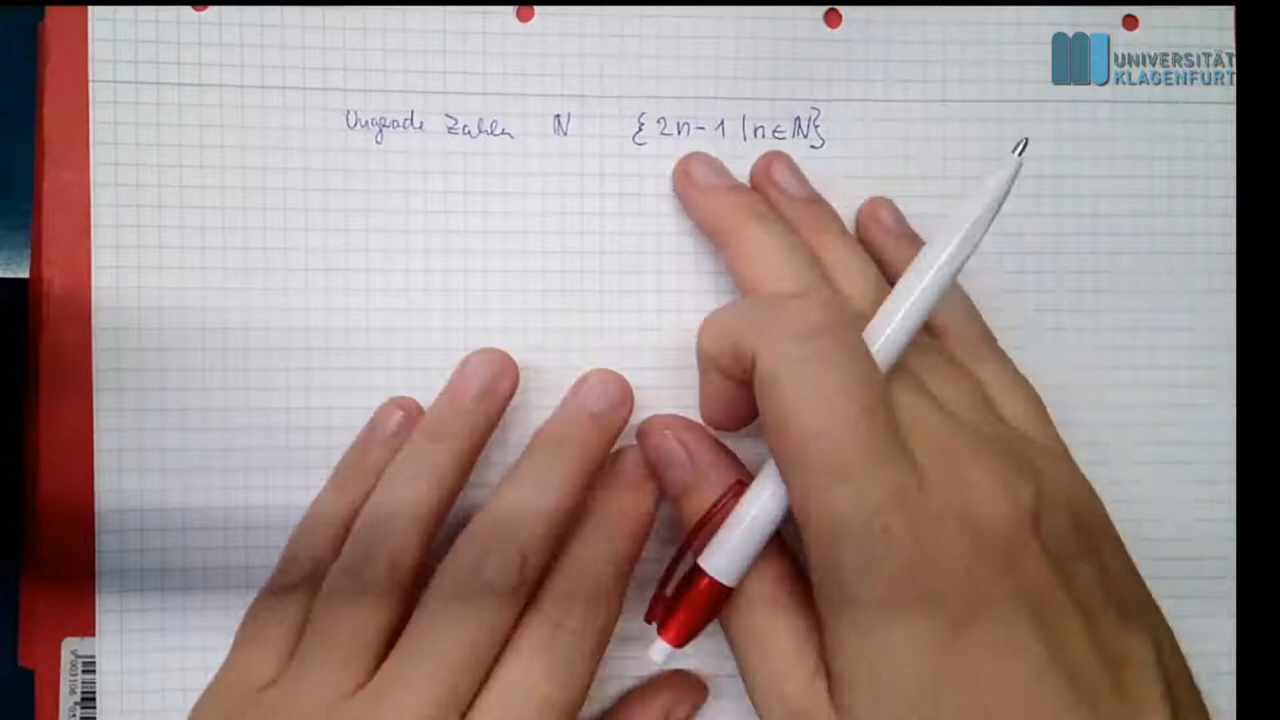 Ungerade Zahlen ℕ {2n-1 | n∈ℕ}
UNIVERSITÄT
KLAGENFURT